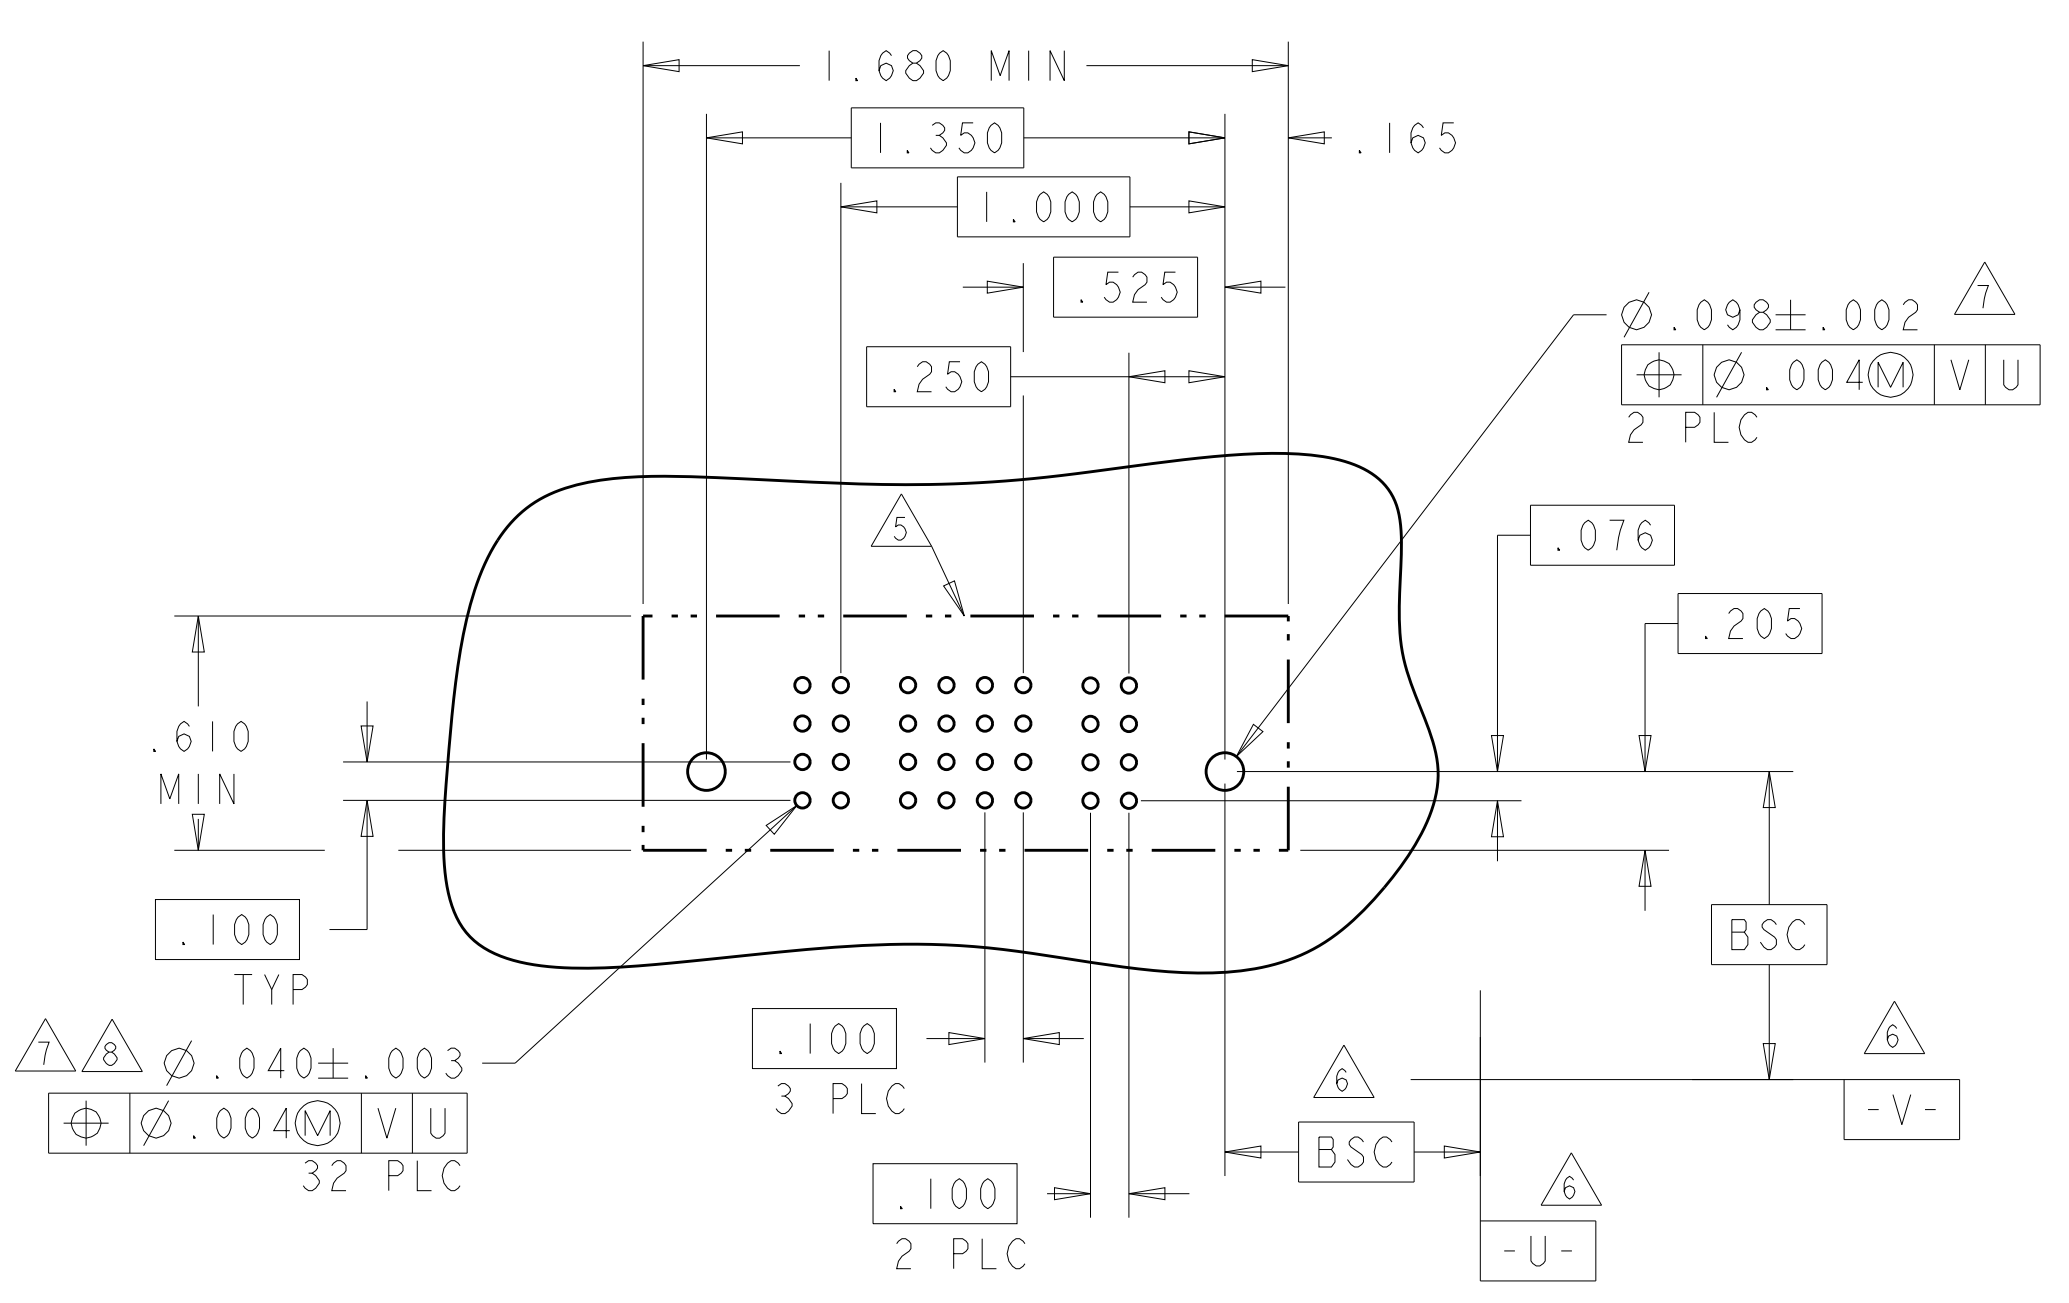 1.680 MIN
1.350
.165
1.000
.525
.250
7
Ø.098±.002
⌖ Ø.004Ⓜ V U
2 PLC
5
.076
.205
.610
MIN
.100
TYP
BSC
7 8 Ø.040±.003
⌖ Ø.004Ⓜ V U
32 PLC
.100
3 PLC
.100
2 PLC
6
BSC
6
-V-
6
-U-